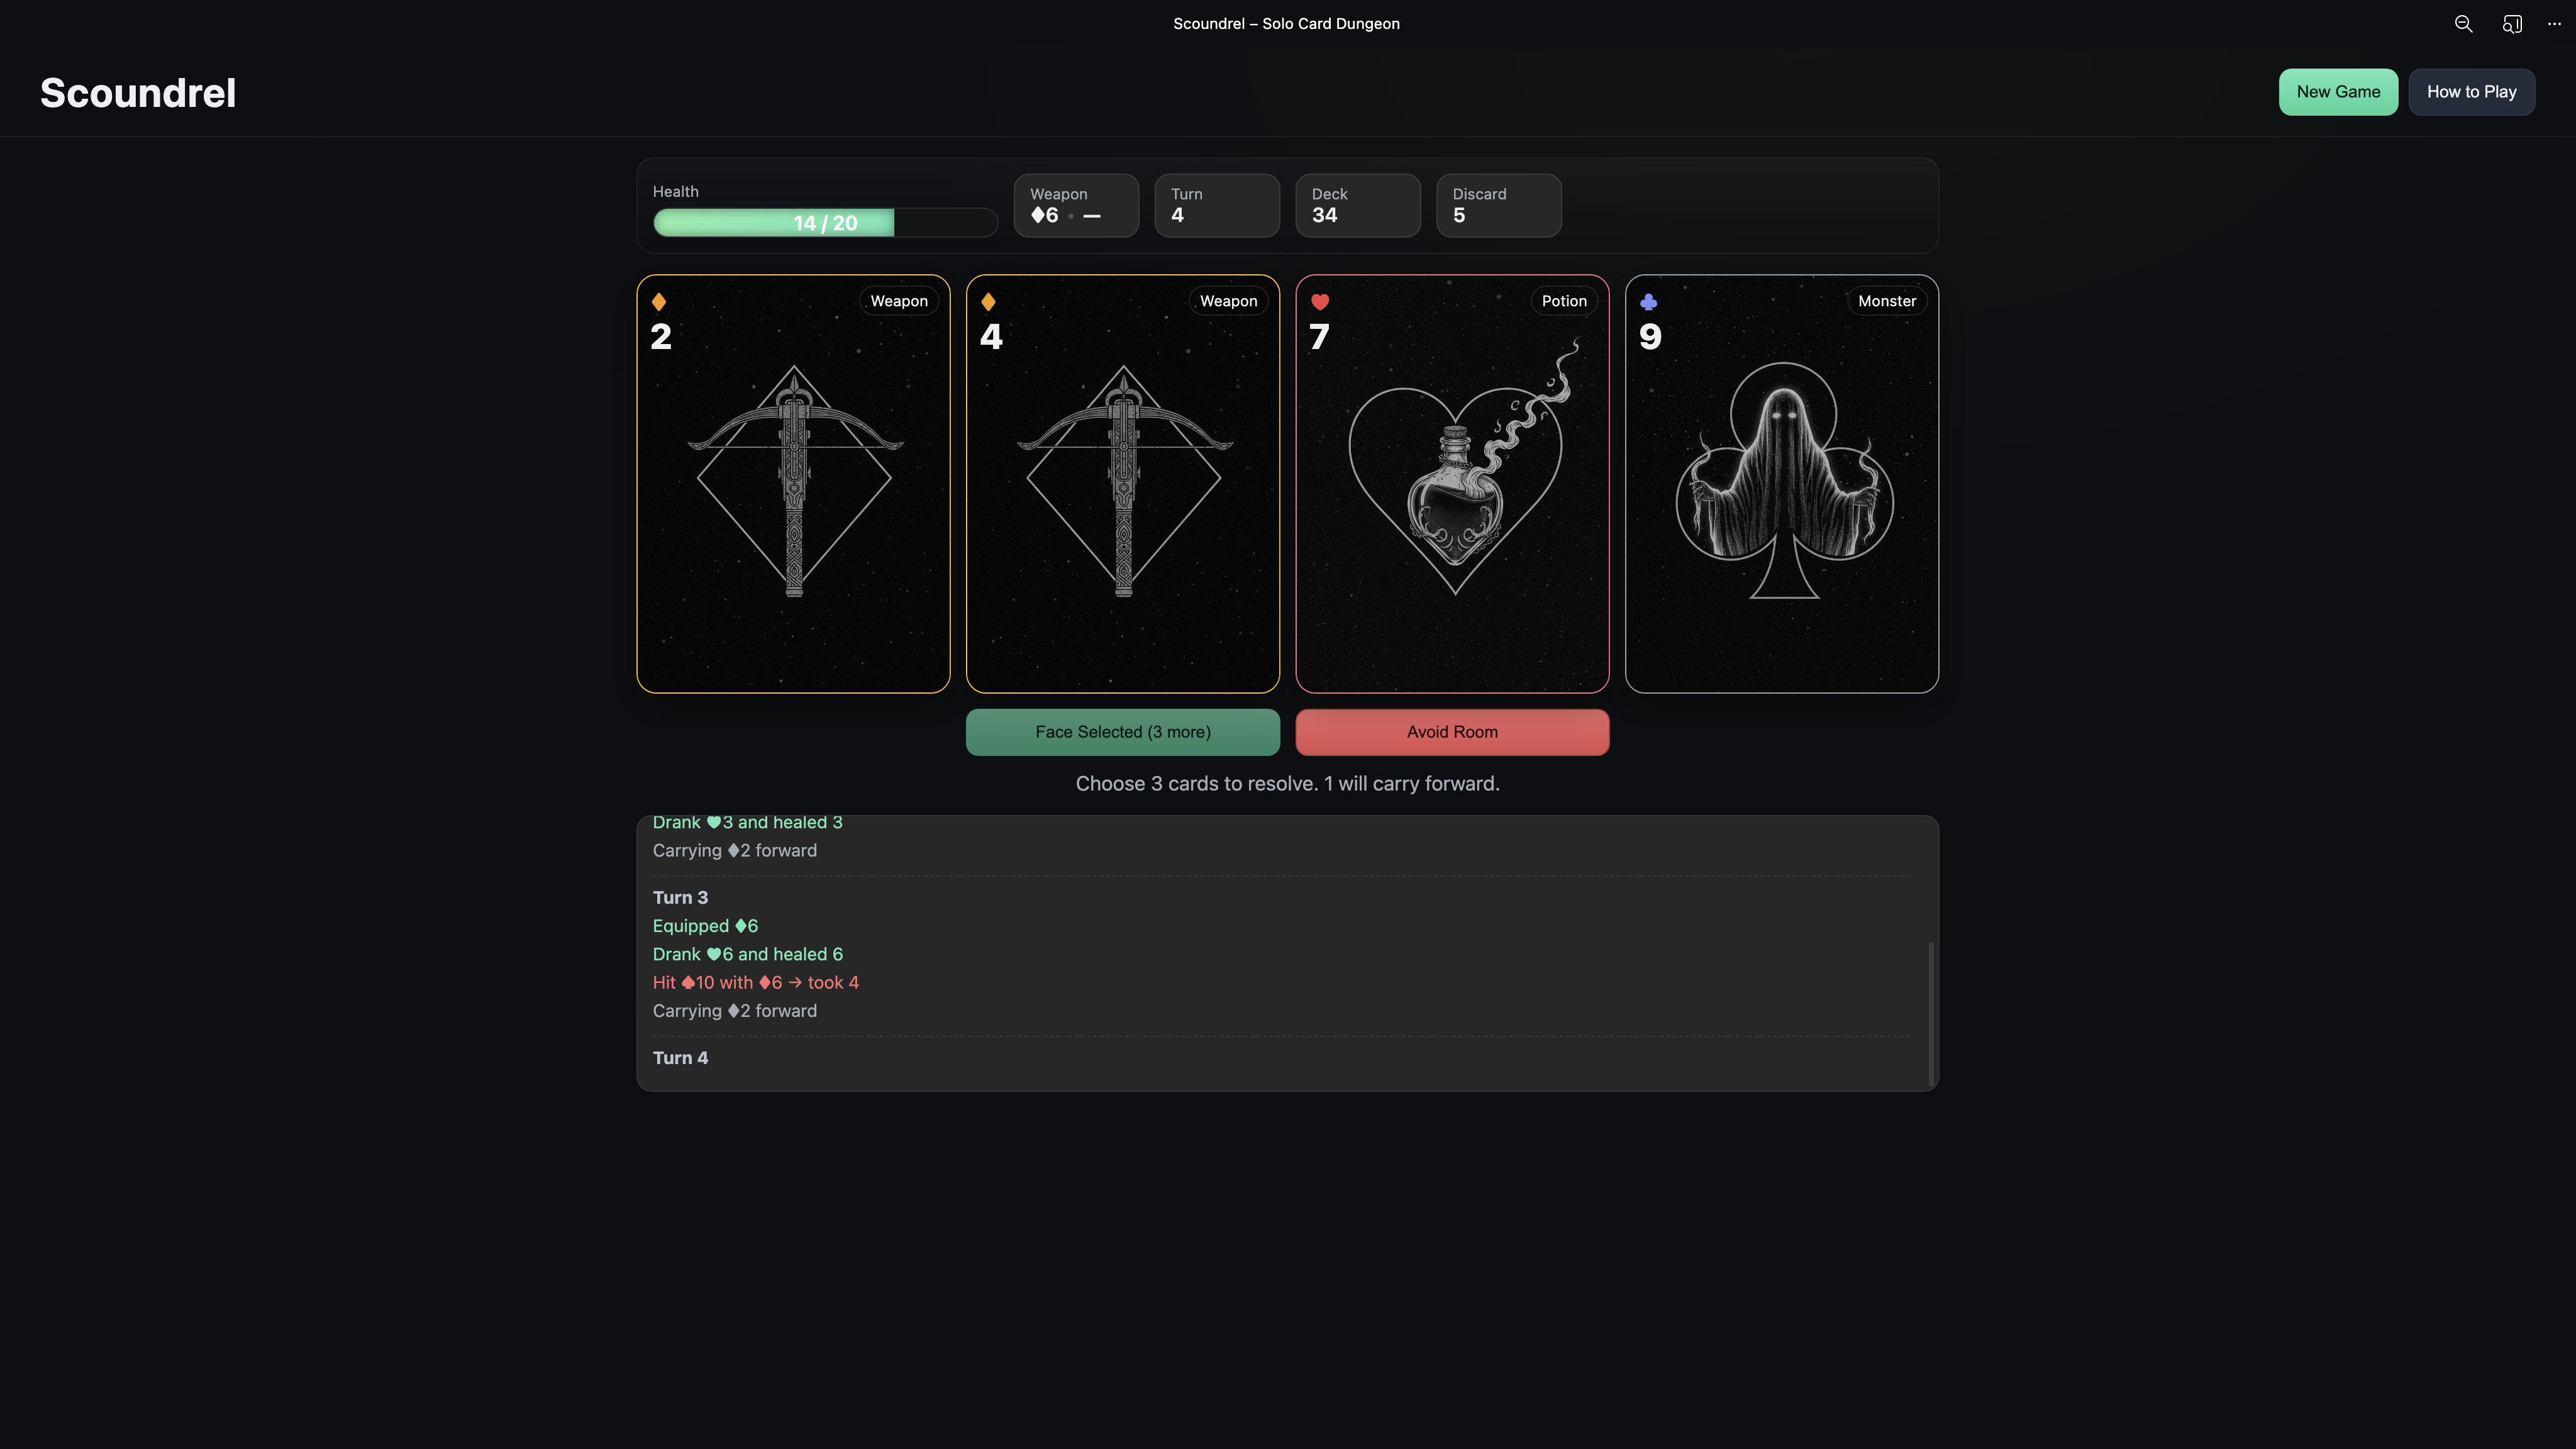 Scoundrel – Solo Card Dungeon
Scoundrel
New Game
How to Play
Health
14 / 20
Weapon
♦6 • —
Turn
4
Deck
34
Discard
5
♦
2
Weapon
♦
4
Weapon
♥
7
Potion
♣
9
Monster
Face Selected (3 more)
Avoid Room
Choose 3 cards to resolve. 1 will carry forward.
Drank ♥3 and healed 3
Carrying ♦2 forward
Turn 3
Equipped ♦6
Drank ♥6 and healed 6
Hit ♠10 with ♦6 → took 4
Carrying ♦2 forward
Turn 4